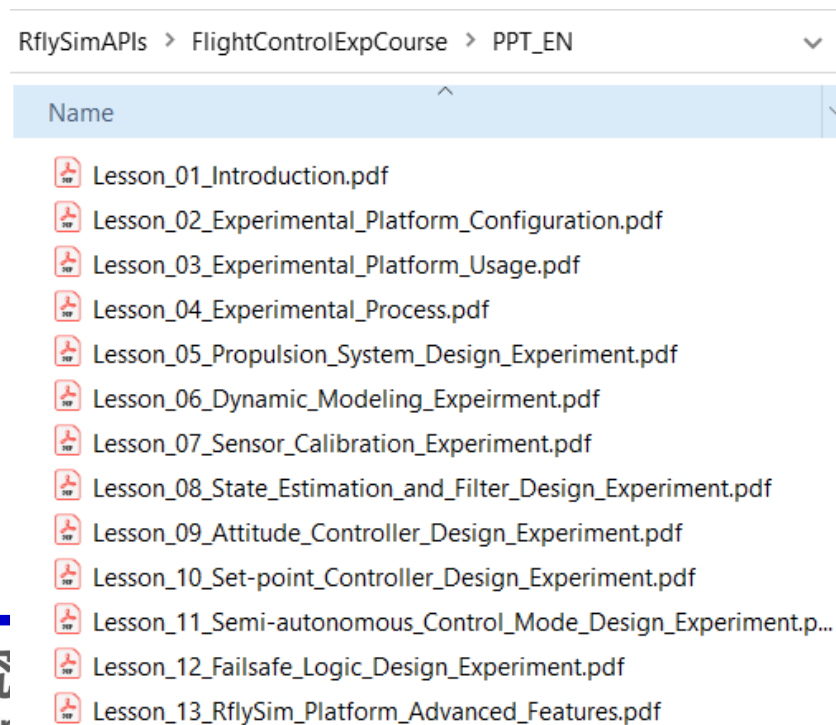 RflySimAPIs > FlightControlExpCourse > PPT_EN
Name
Lesson_01_Introduction.pdf
Lesson_02_Experimental_Platform_Configuration.pdf
Lesson_03_Experimental_Platform_Usage.pdf
Lesson_04_Experimental_Process.pdf
Lesson_05_Propulsion_System_Design_Experiment.pdf
Lesson_06_Dynamic_Modeling_Expeirment.pdf
Lesson_07_Sensor_Calibration_Experiment.pdf
Lesson_08_State_Estimation_and_Filter_Design_Experiment.pdf
Lesson_09_Attitude_Controller_Design_Experiment.pdf
Lesson_10_Set-point_Controller_Design_Experiment.pdf
Lesson_11_Semi-autonomous_Control_Mode_Design_Experiment.p...
Lesson_12_Failsafe_Logic_Design_Experiment.pdf
Lesson_13_RflySim_Platform_Advanced_Features.pdf